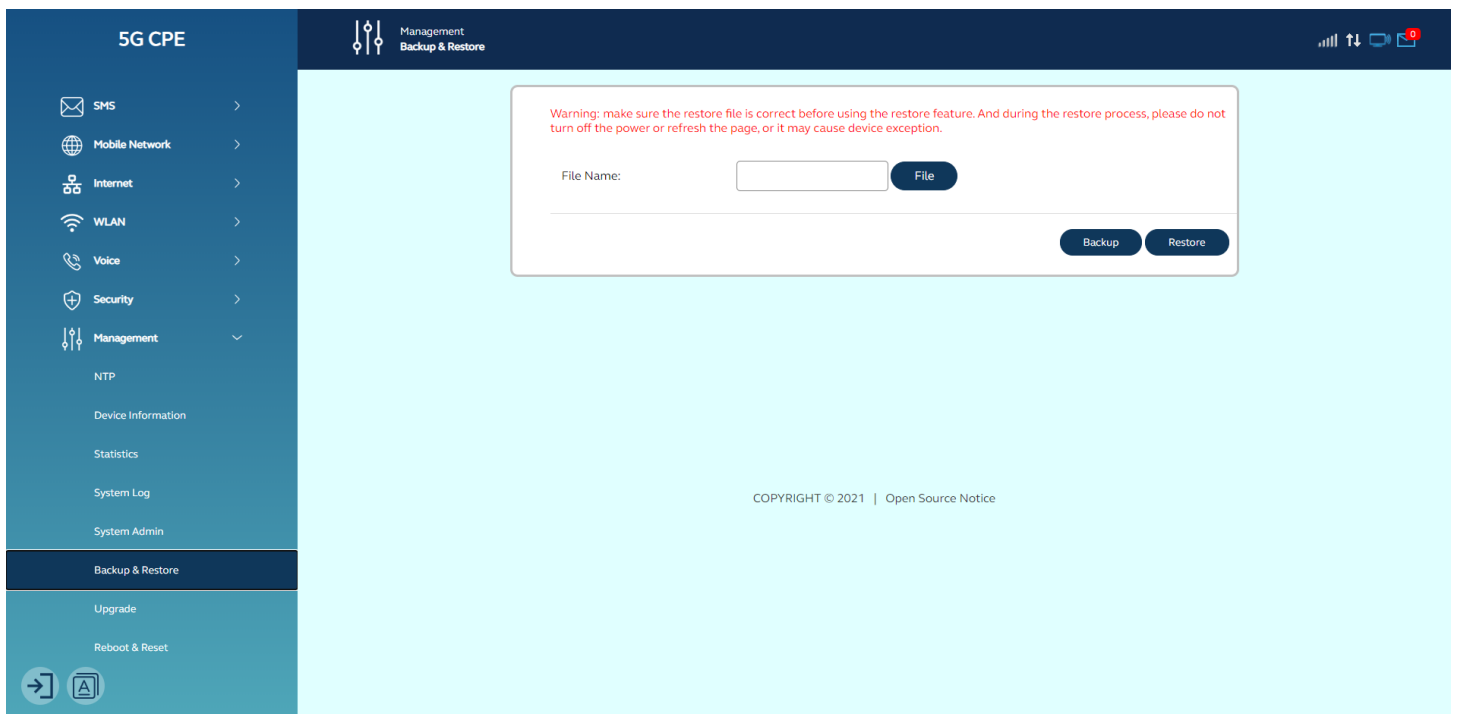 5G CPE
Management
Backup & Restore
0
SMS
Mobile Network
Internet
WLAN
Voice
Security
Management
NTP
Device Information
Statistics
System Log
System Admin
Backup & Restore
Upgrade
Reboot & Reset
A
Warning: make sure the restore file is correct before using the restore feature. And during the restore process, please do not
turn off the power or refresh the page, or it may cause device exception.
File Name:
File
Backup
Restore
COPYRIGHT © 2021 | Open Source Notice